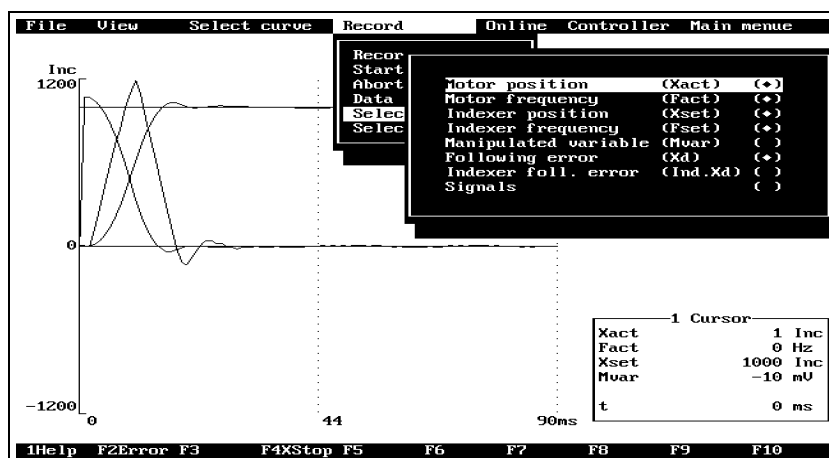 File View Select curve Record Online Controller Main menue
Recor
Start
Abort
Data
Selec
Selec
Motor position (Xact) (♦)
Motor frequency (Fact) (♦)
Indexer position (Xset) (♦)
Indexer frequency (Fset) (♦)
Manipulated variable (Mvar) ( )
Following error (Xd) (♦)
Indexer foll. error (Ind.Xd) ( )
Signals ( )
Inc
1200
0
-1200
0 44 90ms
1 Cursor
Xact 1 Inc
Fact 0 Hz
Xset 1000 Inc
Mvar -10 mV
t 0 ms
1Help F2Error F3 F4XStop F5 F6 F7 F8 F9 F10